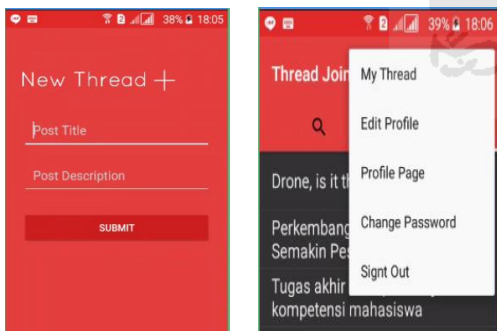 38% 18:05
New Thread +
Post Title
Post Description
SUBMIT
2 39% 18:06
Thread Join
My Thread
Edit Profile
Profile Page
Change Password
Signt Out
Drone, is it th
Perkembang
Semakin Pes
Tugas akhir
kompetensi mahasiswa